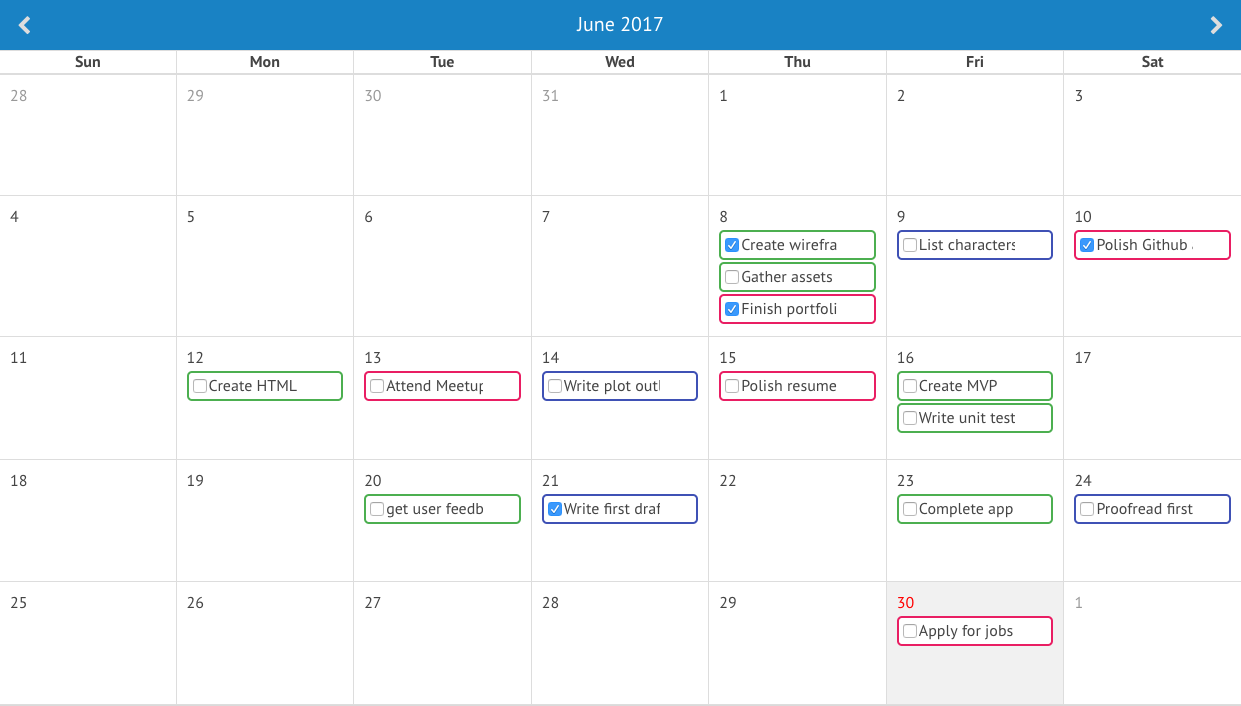 June 2017
Sun Mon Tue Wed Thu Fri Sat
28 29 30 31 1 2 3
4 5 6 7 8 9 10
Create wirefra List characters Polish Github
Gather assets
Finish portfoli
11 12 13 14 15 16 17
Create HTML Attend Meetup Write plot outl Polish resume Create MVP
Write unit test
18 19 20 21 22 23 24
get user feedb Write first draf Complete app Proofread first
25 26 27 28 29 30 1
Apply for jobs